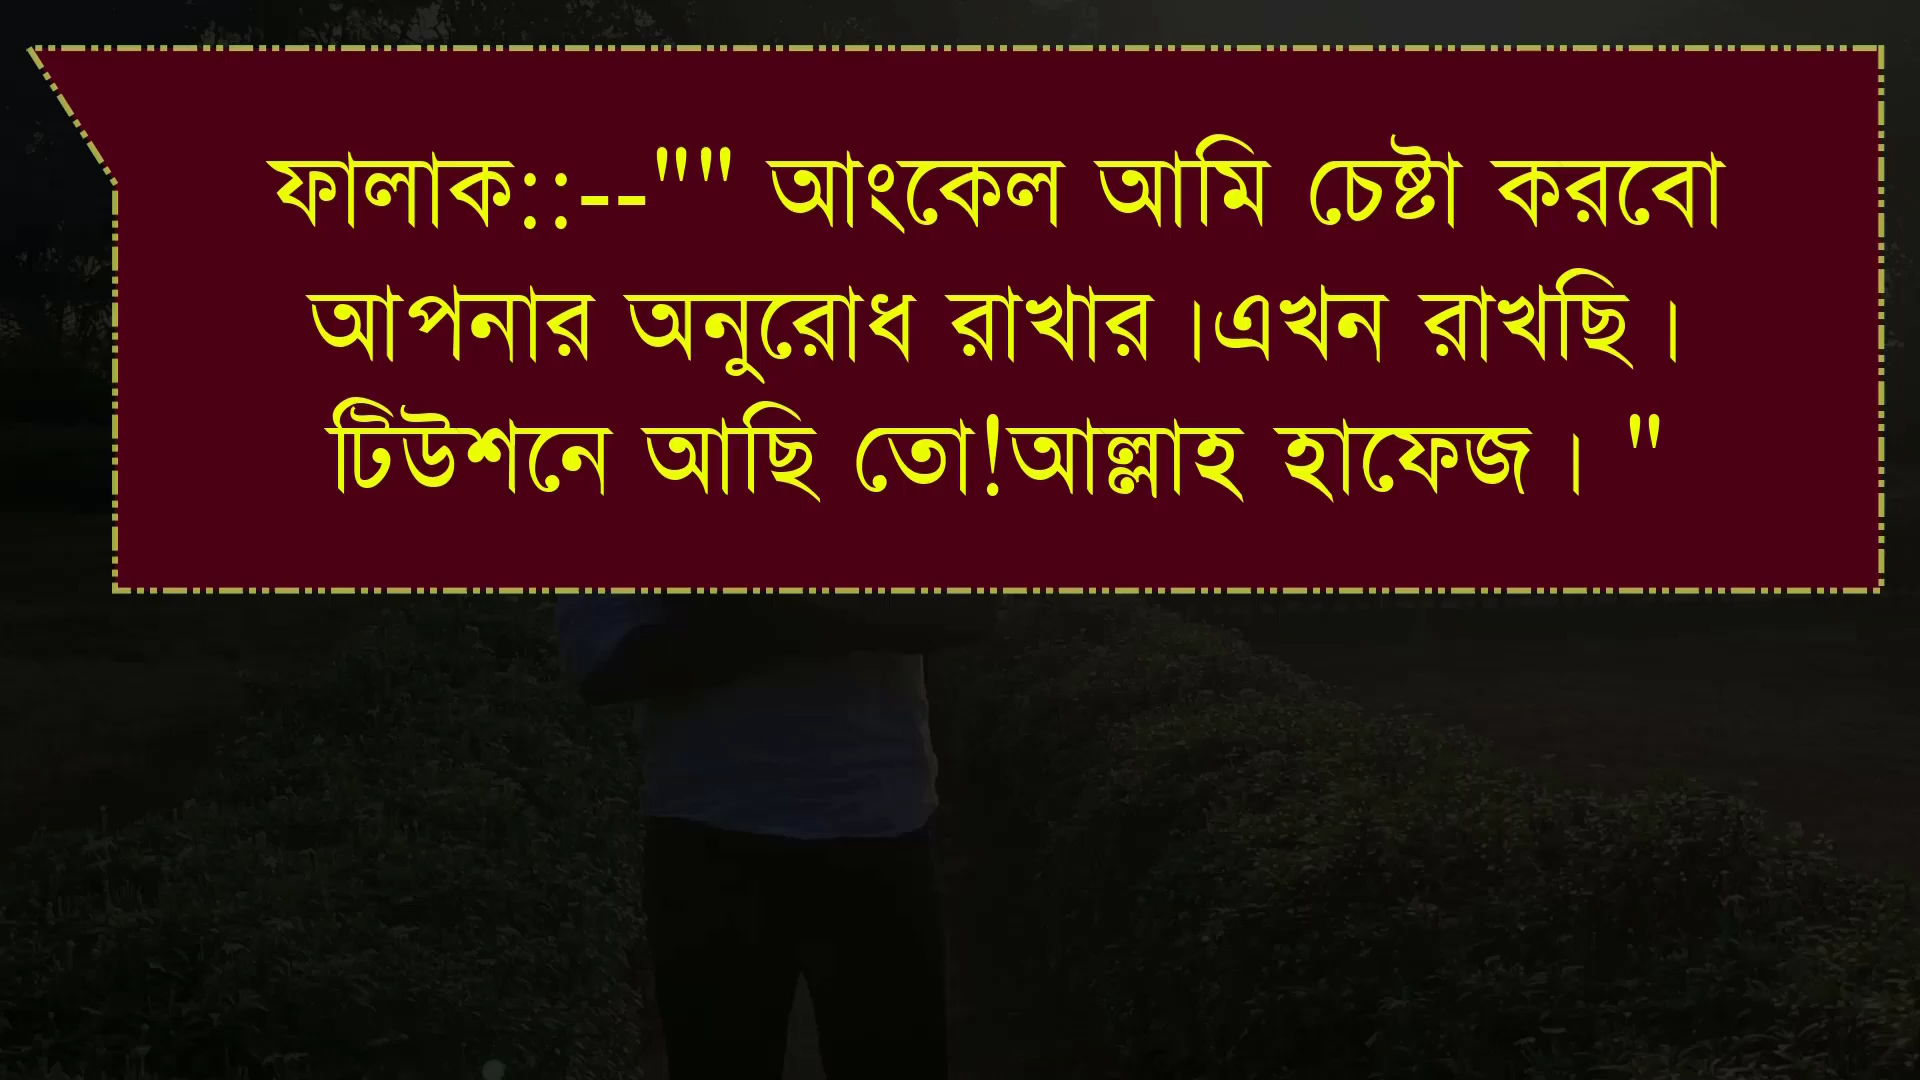 ফালাক::--"" আংকেল আমি চেষ্টা করবো
আপনার অনুরোধ রাখার।এখন রাখছি।
টিউশনে আছি তো!আল্লাহ হাফেজ। "